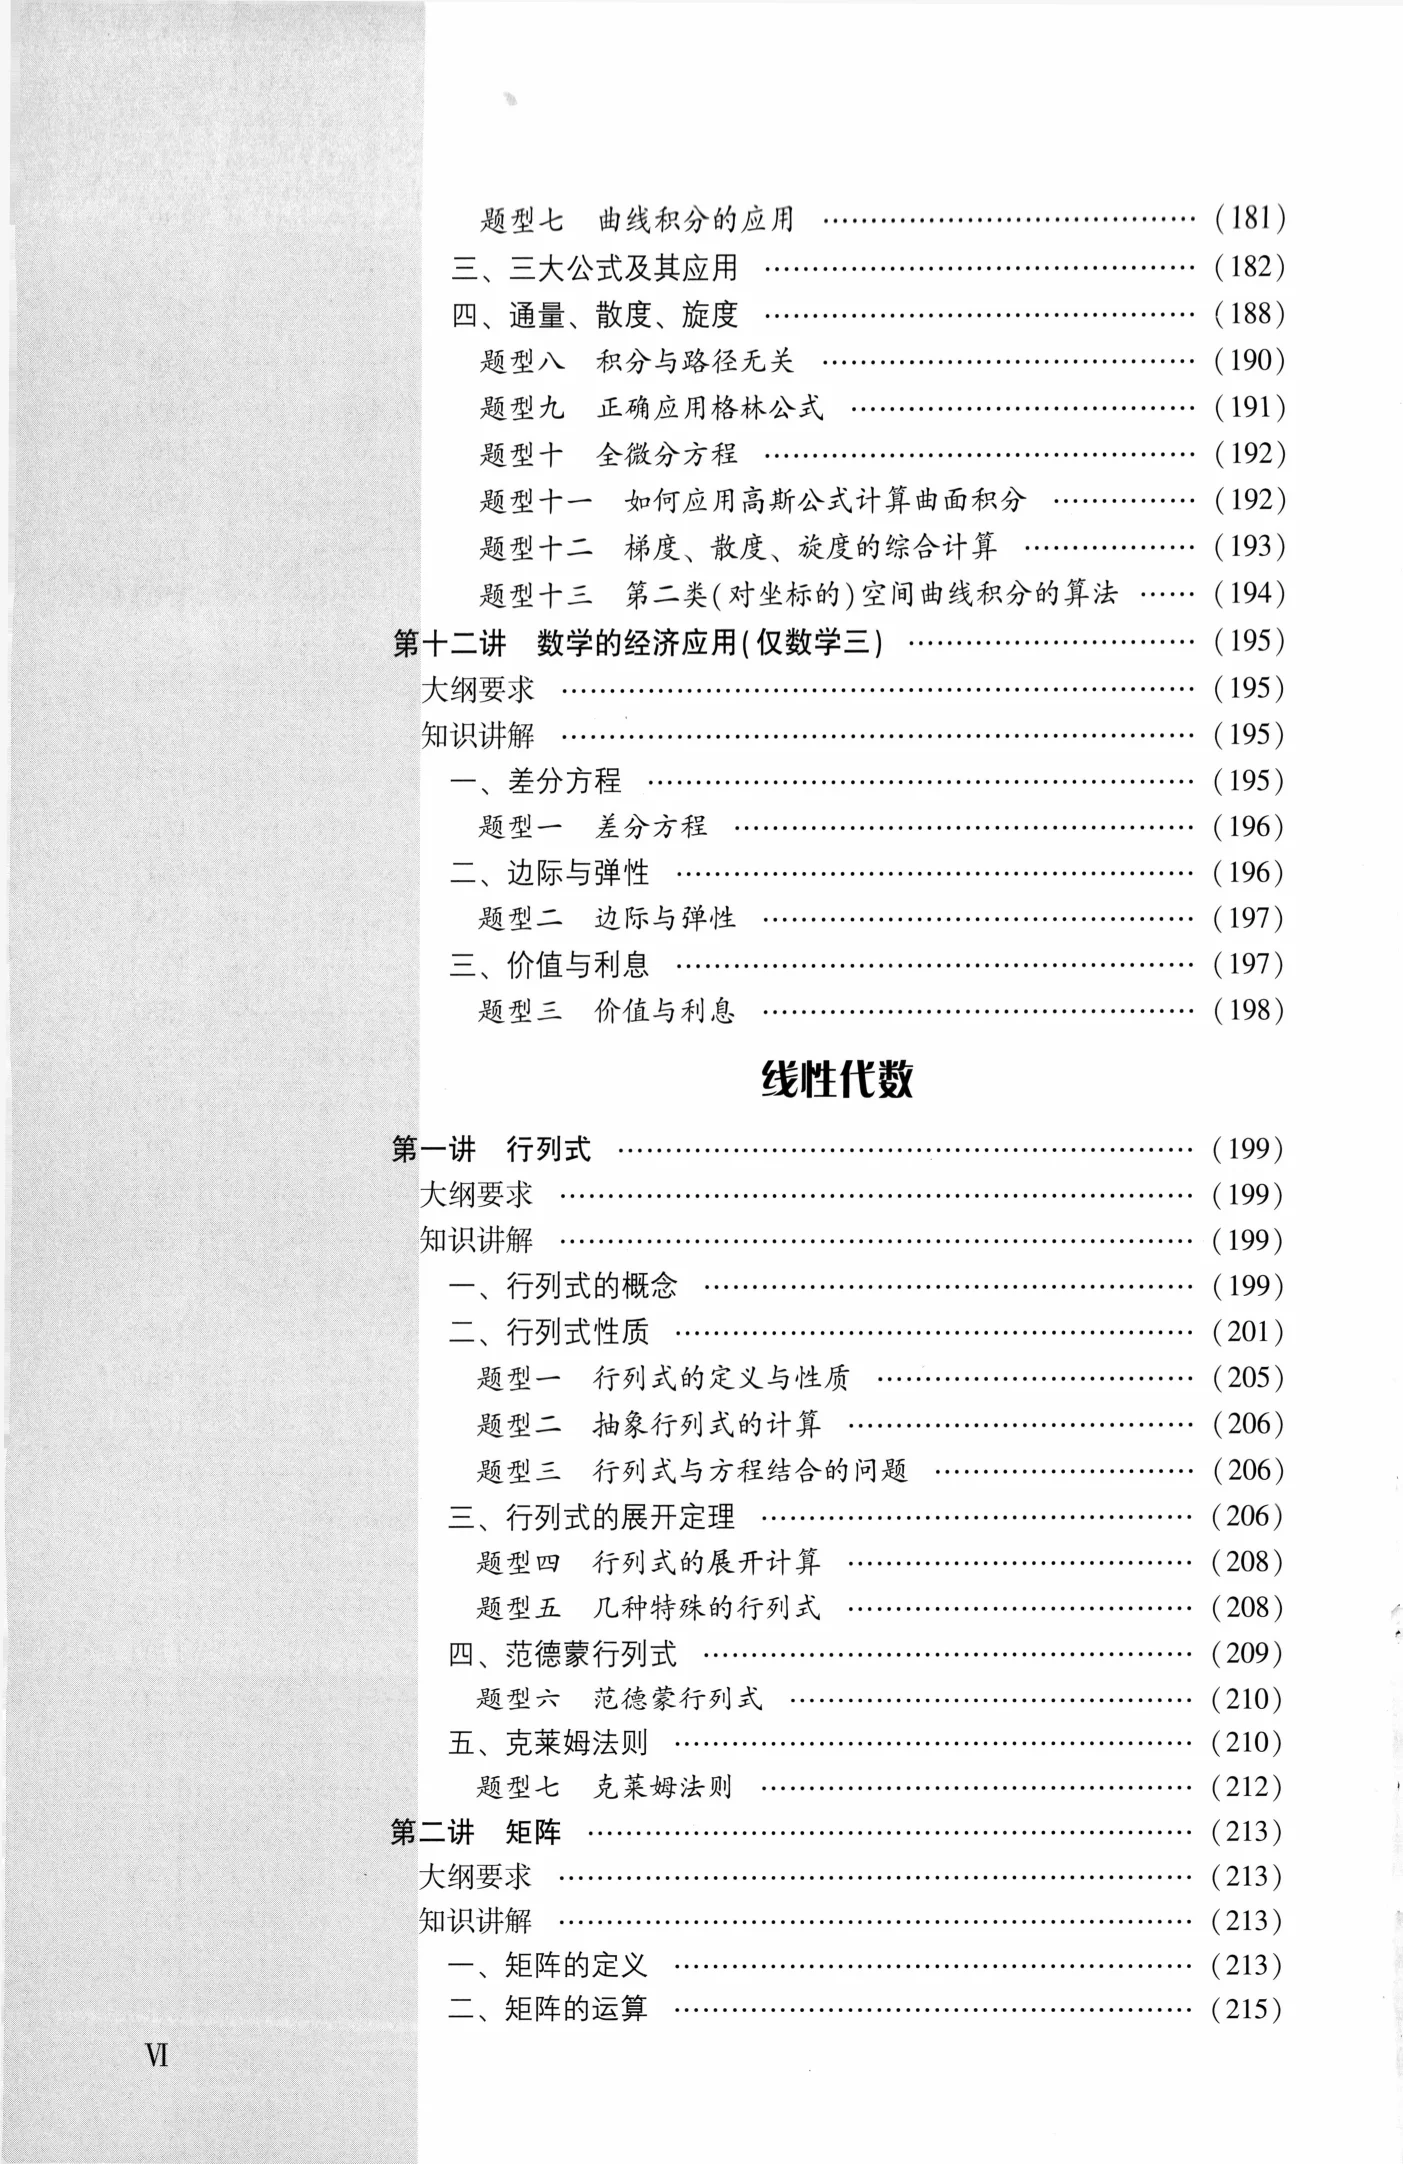 题型七　曲线积分的应用 …………………………………… (181)
三、三大公式及其应用 ………………………………………… (182)
四、通量、散度、旋度 ………………………………………… (188)
题型八　积分与路径无关 …………………………………… (190)
题型九　正确应用格林公式 ………………………………… (191)
题型十　全微分方程 ………………………………………… (192)
题型十一　如何应用高斯公式计算曲面积分 …………… (192)
题型十二　梯度、散度、旋度的综合计算 ……………… (193)
题型十三　第二类(对坐标的)空间曲线积分的算法 …… (194)
第十二讲　数学的经济应用(仅数学三) ………………………… (195)
大纲要求 …………………………………………………………… (195)
知识讲解 …………………………………………………………… (195)
一、差分方程 …………………………………………………… (195)
题型一　差分方程 …………………………………………… (196)
二、边际与弹性 ………………………………………………… (196)
题型二　边际与弹性 ………………………………………… (197)
三、价值与利息 ………………………………………………… (197)
题型三　价值与利息 ………………………………………… (198)
线性代数
第一讲　行列式 …………………………………………………… (199)
大纲要求 …………………………………………………………… (199)
知识讲解 …………………………………………………………… (199)
一、行列式的概念 ……………………………………………… (199)
二、行列式性质 ………………………………………………… (201)
题型一　行列式的定义与性质 ……………………………… (205)
题型二　抽象行列式的计算 ………………………………… (206)
题型三　行列式与方程结合的问题 ………………………… (206)
三、行列式的展开定理 ………………………………………… (206)
题型四　行列式的展开计算 ………………………………… (208)
题型五　几种特殊的行列式 ………………………………… (208)
四、范德蒙行列式 ……………………………………………… (209)
题型六　范德蒙行列式 ……………………………………… (210)
五、克莱姆法则 ………………………………………………… (210)
题型七　克莱姆法则 ………………………………………… (212)
第二讲　矩阵 ……………………………………………………… (213)
大纲要求 …………………………………………………………… (213)
知识讲解 …………………………………………………………… (213)
一、矩阵的定义 ………………………………………………… (213)
二、矩阵的运算 ………………………………………………… (215)
Ⅵ